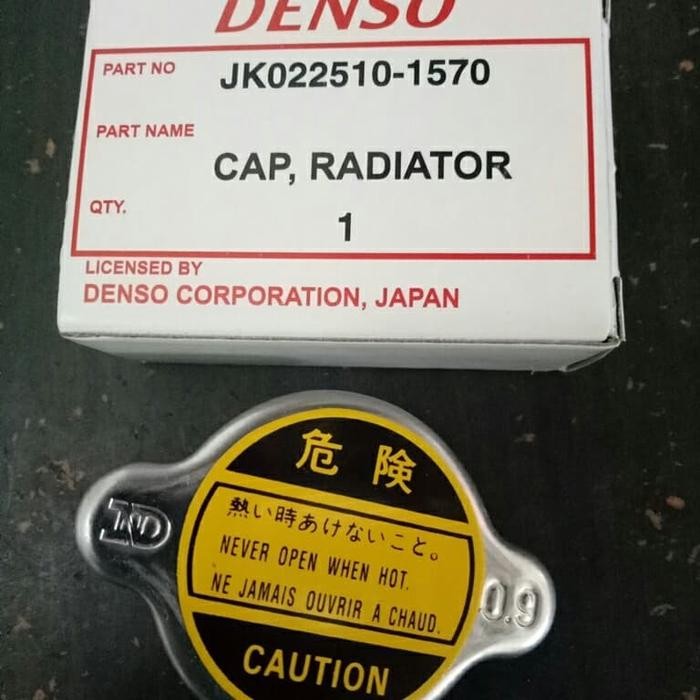 DENSO
PART NO JK022510-1570
PART NAME
CAP, RADIATOR
QTY.
1
LICENSED BY
DENSO CORPORATION, JAPAN
危険
熱い時あけないこと。
NEVER OPEN WHEN HOT.
NE JAMAIS OUVRIR À CHAUD.
0.9
CAUTION